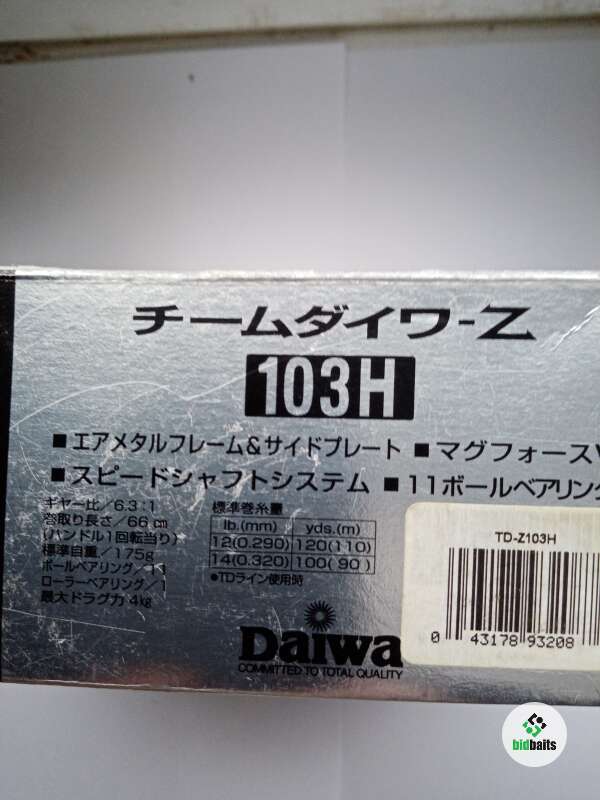 チームダイワ-Z
103H
■エアメタルフレーム&サイドプレート ■マグフォース
■スピードシャフトシステム ■11ボールベアリング
ギヤー比/6.3:1
巻取り長さ/66cm
(ハンドル1回転当り)
標準自重/175g
ボールベアリング/11
ローラーベアリング/1
最大ドラグ力4kg
標準巻糸量
lb.(mm) yds.(m)
12(0.290) 120(110)
14(0.320) 100( 90 )
●TDライン使用時
TD-Z103H
0 43178 93208
Daiwa
COMMITTED TO TOTAL QUALITY
bidbaits